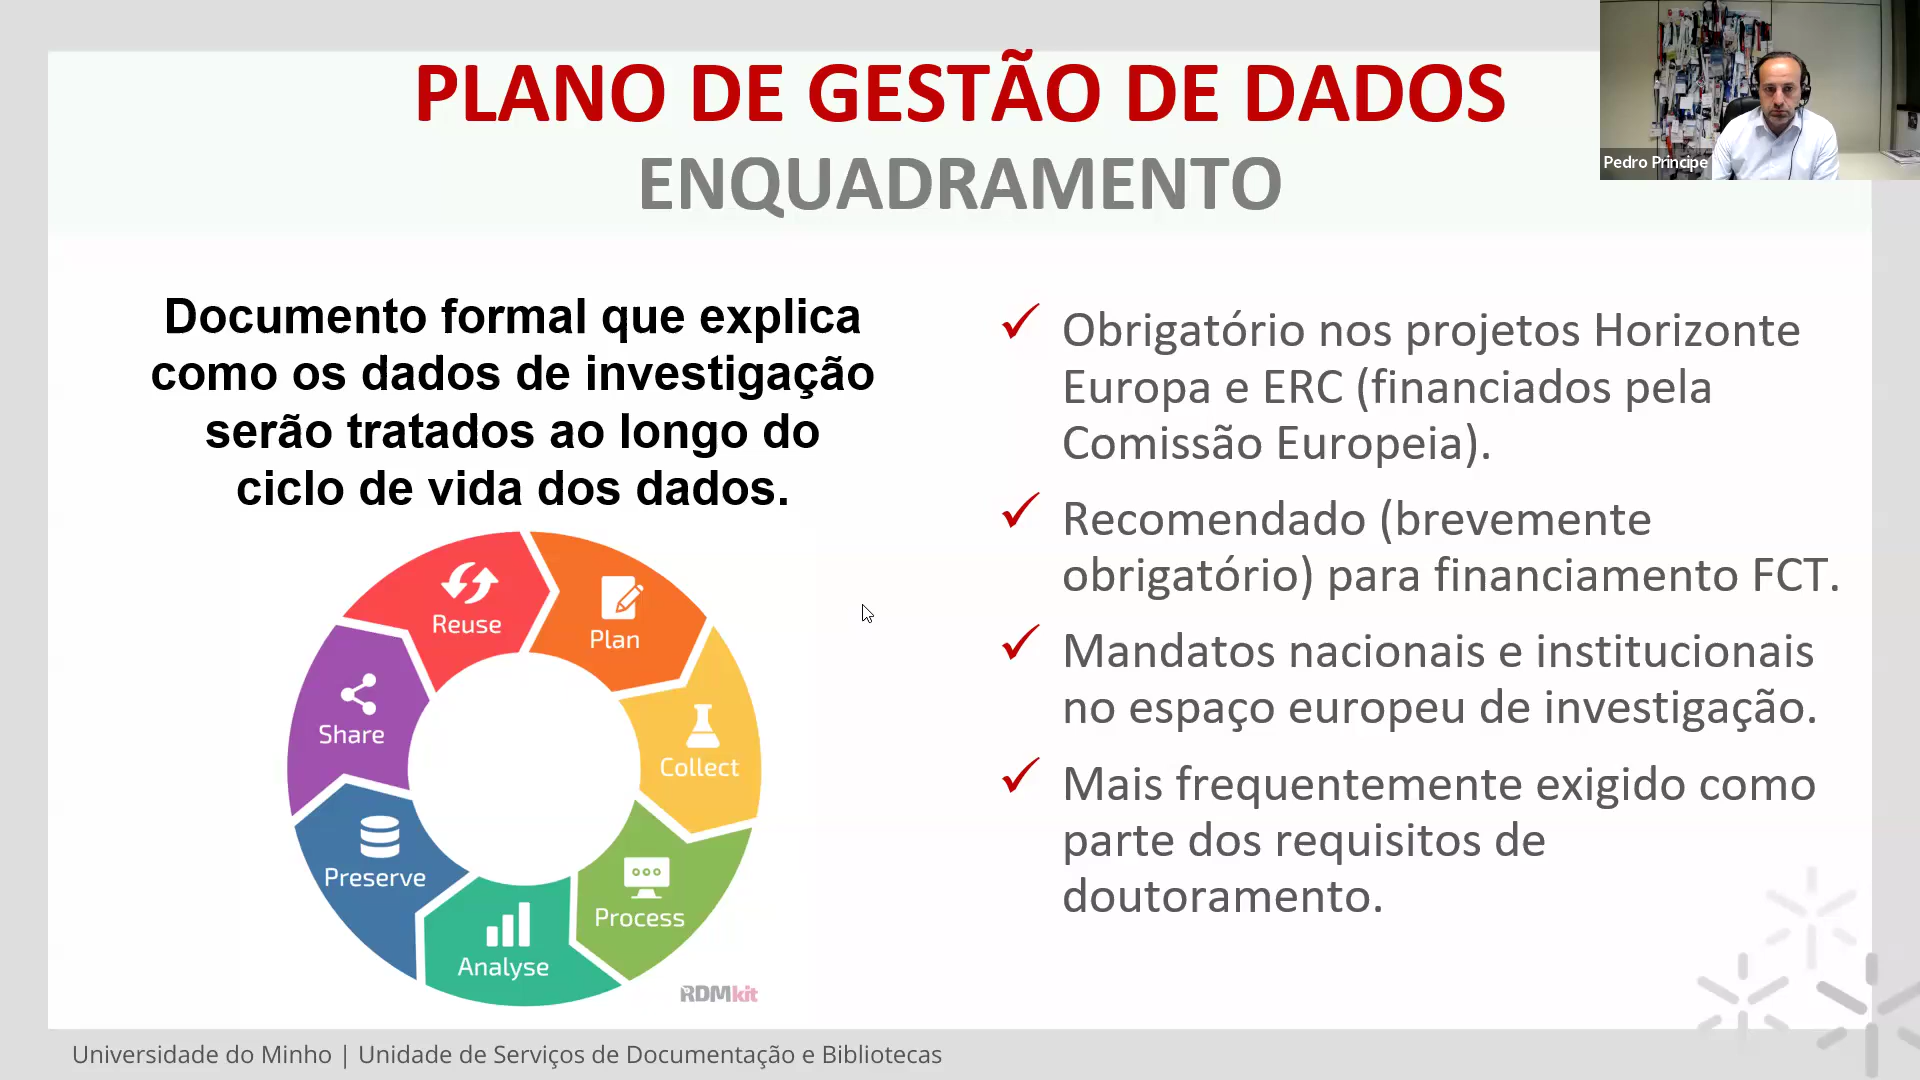 PLANO DE GESTÃO DE DADOS
ENQUADRAMENTO
Pedro Principe
Documento formal que explica
como os dados de investigação
serão tratados ao longo do
ciclo de vida dos dados.
Reuse
Plan
Share
Collect
Preserve
Process
Analyse
RDMkit
Obrigatório nos projetos Horizonte
Europa e ERC (financiados pela
Comissão Europeia).
Recomendado (brevemente
obrigatório) para financiamento FCT.
Mandatos nacionais e institucionais
no espaço europeu de investigação.
Mais frequentemente exigido como
parte dos requisitos de
doutoramento.
Universidade do Minho | Unidade de Serviços de Documentação e Bibliotecas